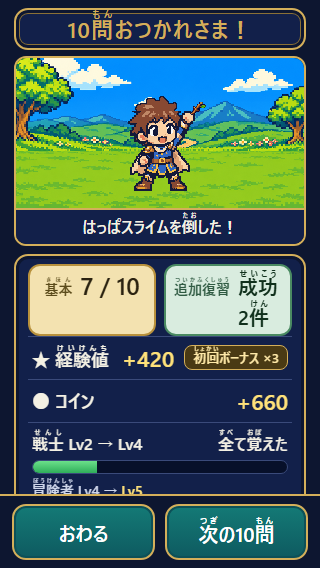 10問おつかれさま！
はっぱスライムを倒した！
基本 7 / 10
追加復習 成功 2件
★ 経験値 +420 初回ボーナス ×3
コイン +660
戦士 Lv2 → Lv4 全て覚えた
冒険者 Lv4 → Lv5
おわる
次の10問